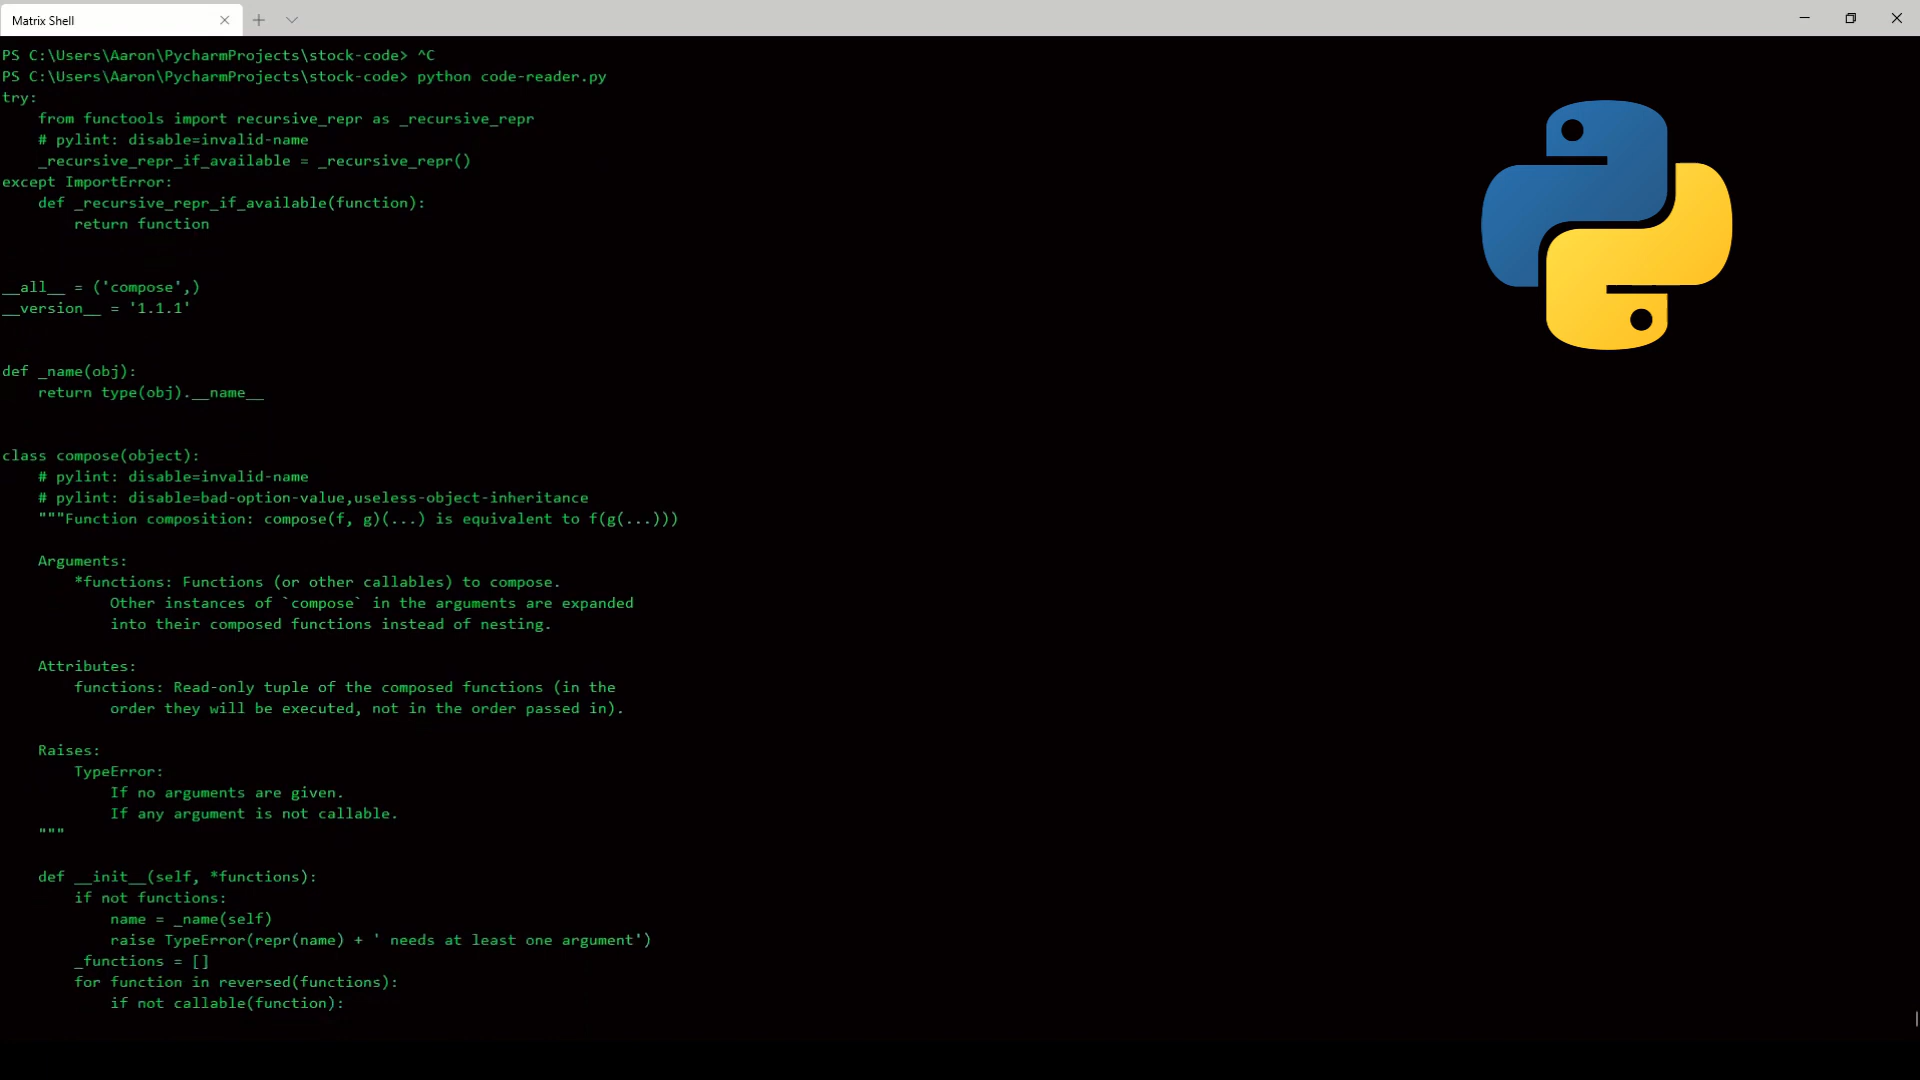 Matrix Shell
PS C:\Users\Aaron\PycharmProjects\stock-code> ^C
PS C:\Users\Aaron\PycharmProjects\stock-code> python code-reader.py
try:
    from functools import recursive_repr as _recursive_repr
    # pylint: disable=invalid-name
    _recursive_repr_if_available = _recursive_repr()
except ImportError:
    def _recursive_repr_if_available(function):
        return function
__all__ = ('compose',)
__version__ = '1.1.1'
def _name(obj):
    return type(obj).__name__
class compose(object):
    # pylint: disable=invalid-name
    # pylint: disable=bad-option-value,useless-object-inheritance
    """Function composition: compose(f, g)(...) is equivalent to f(g(...)))
    Arguments:
        *functions: Functions (or other callables) to compose.
            Other instances of `compose` in the arguments are expanded
            into their composed functions instead of nesting.
    Attributes:
        functions: Read-only tuple of the composed functions (in the
            order they will be executed, not in the order passed in).
    Raises:
        TypeError:
            If no arguments are given.
            If any argument is not callable.
    """
    def __init__(self, *functions):
        if not functions:
            name = _name(self)
            raise TypeError(repr(name) + ' needs at least one argument')
        _functions = []
        for function in reversed(functions):
            if not callable(function):